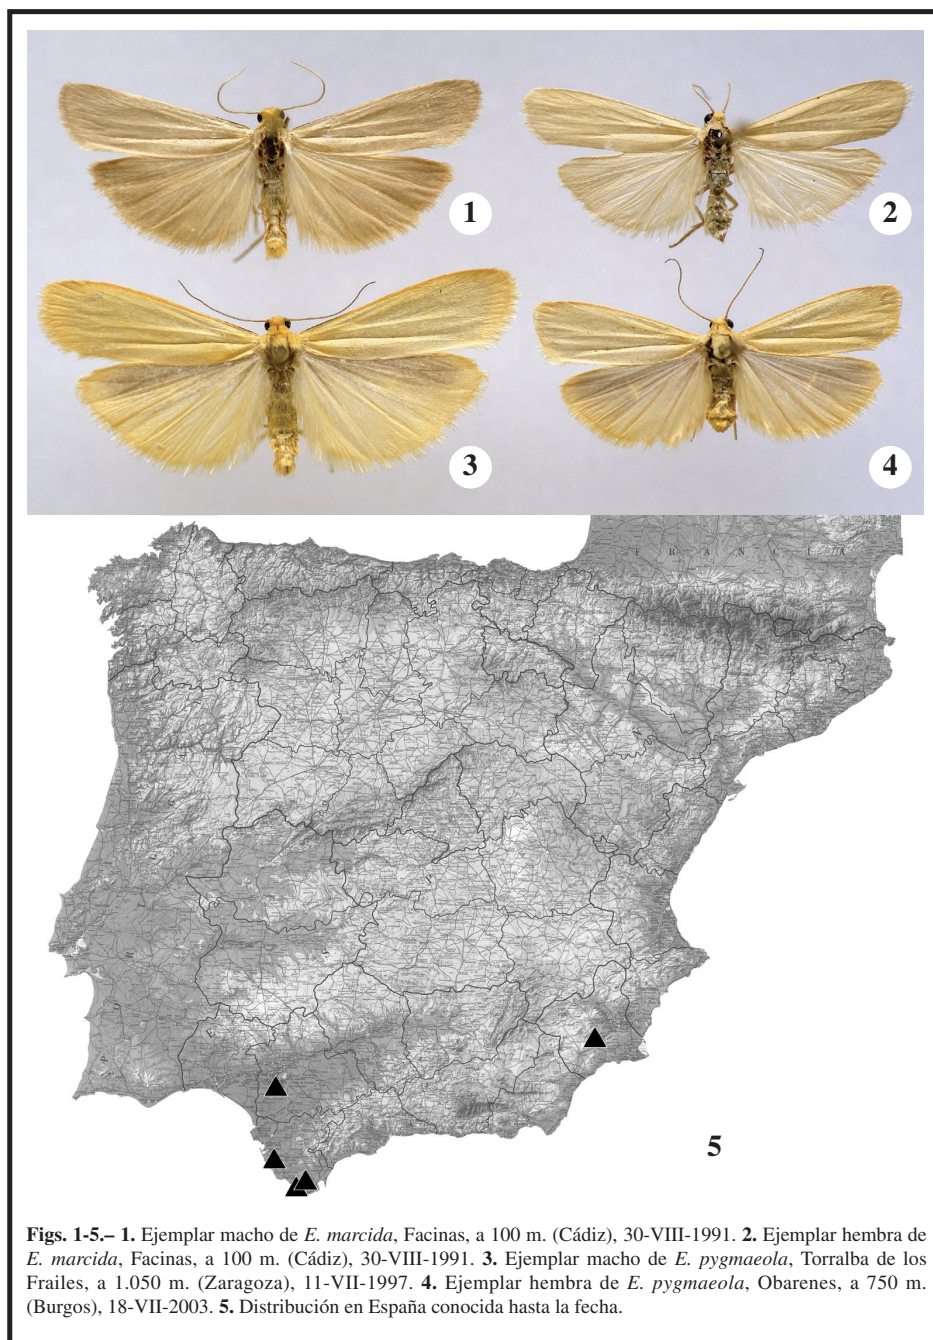 1
2
3
4
F R A N C I A
5
Figs. 1-5.– 1. Ejemplar macho de E. marcida, Facinas, a 100 m. (Cádiz), 30-VIII-1991. 2. Ejemplar hembra de
E. marcida, Facinas, a 100 m. (Cádiz), 30-VIII-1991. 3. Ejemplar macho de E. pygmaeola, Torralba de los
Frailes, a 1.050 m. (Zaragoza), 11-VII-1997. 4. Ejemplar hembra de E. pygmaeola, Obarenes, a 750 m.
(Burgos), 18-VII-2003. 5. Distribución en España conocida hasta la fecha.